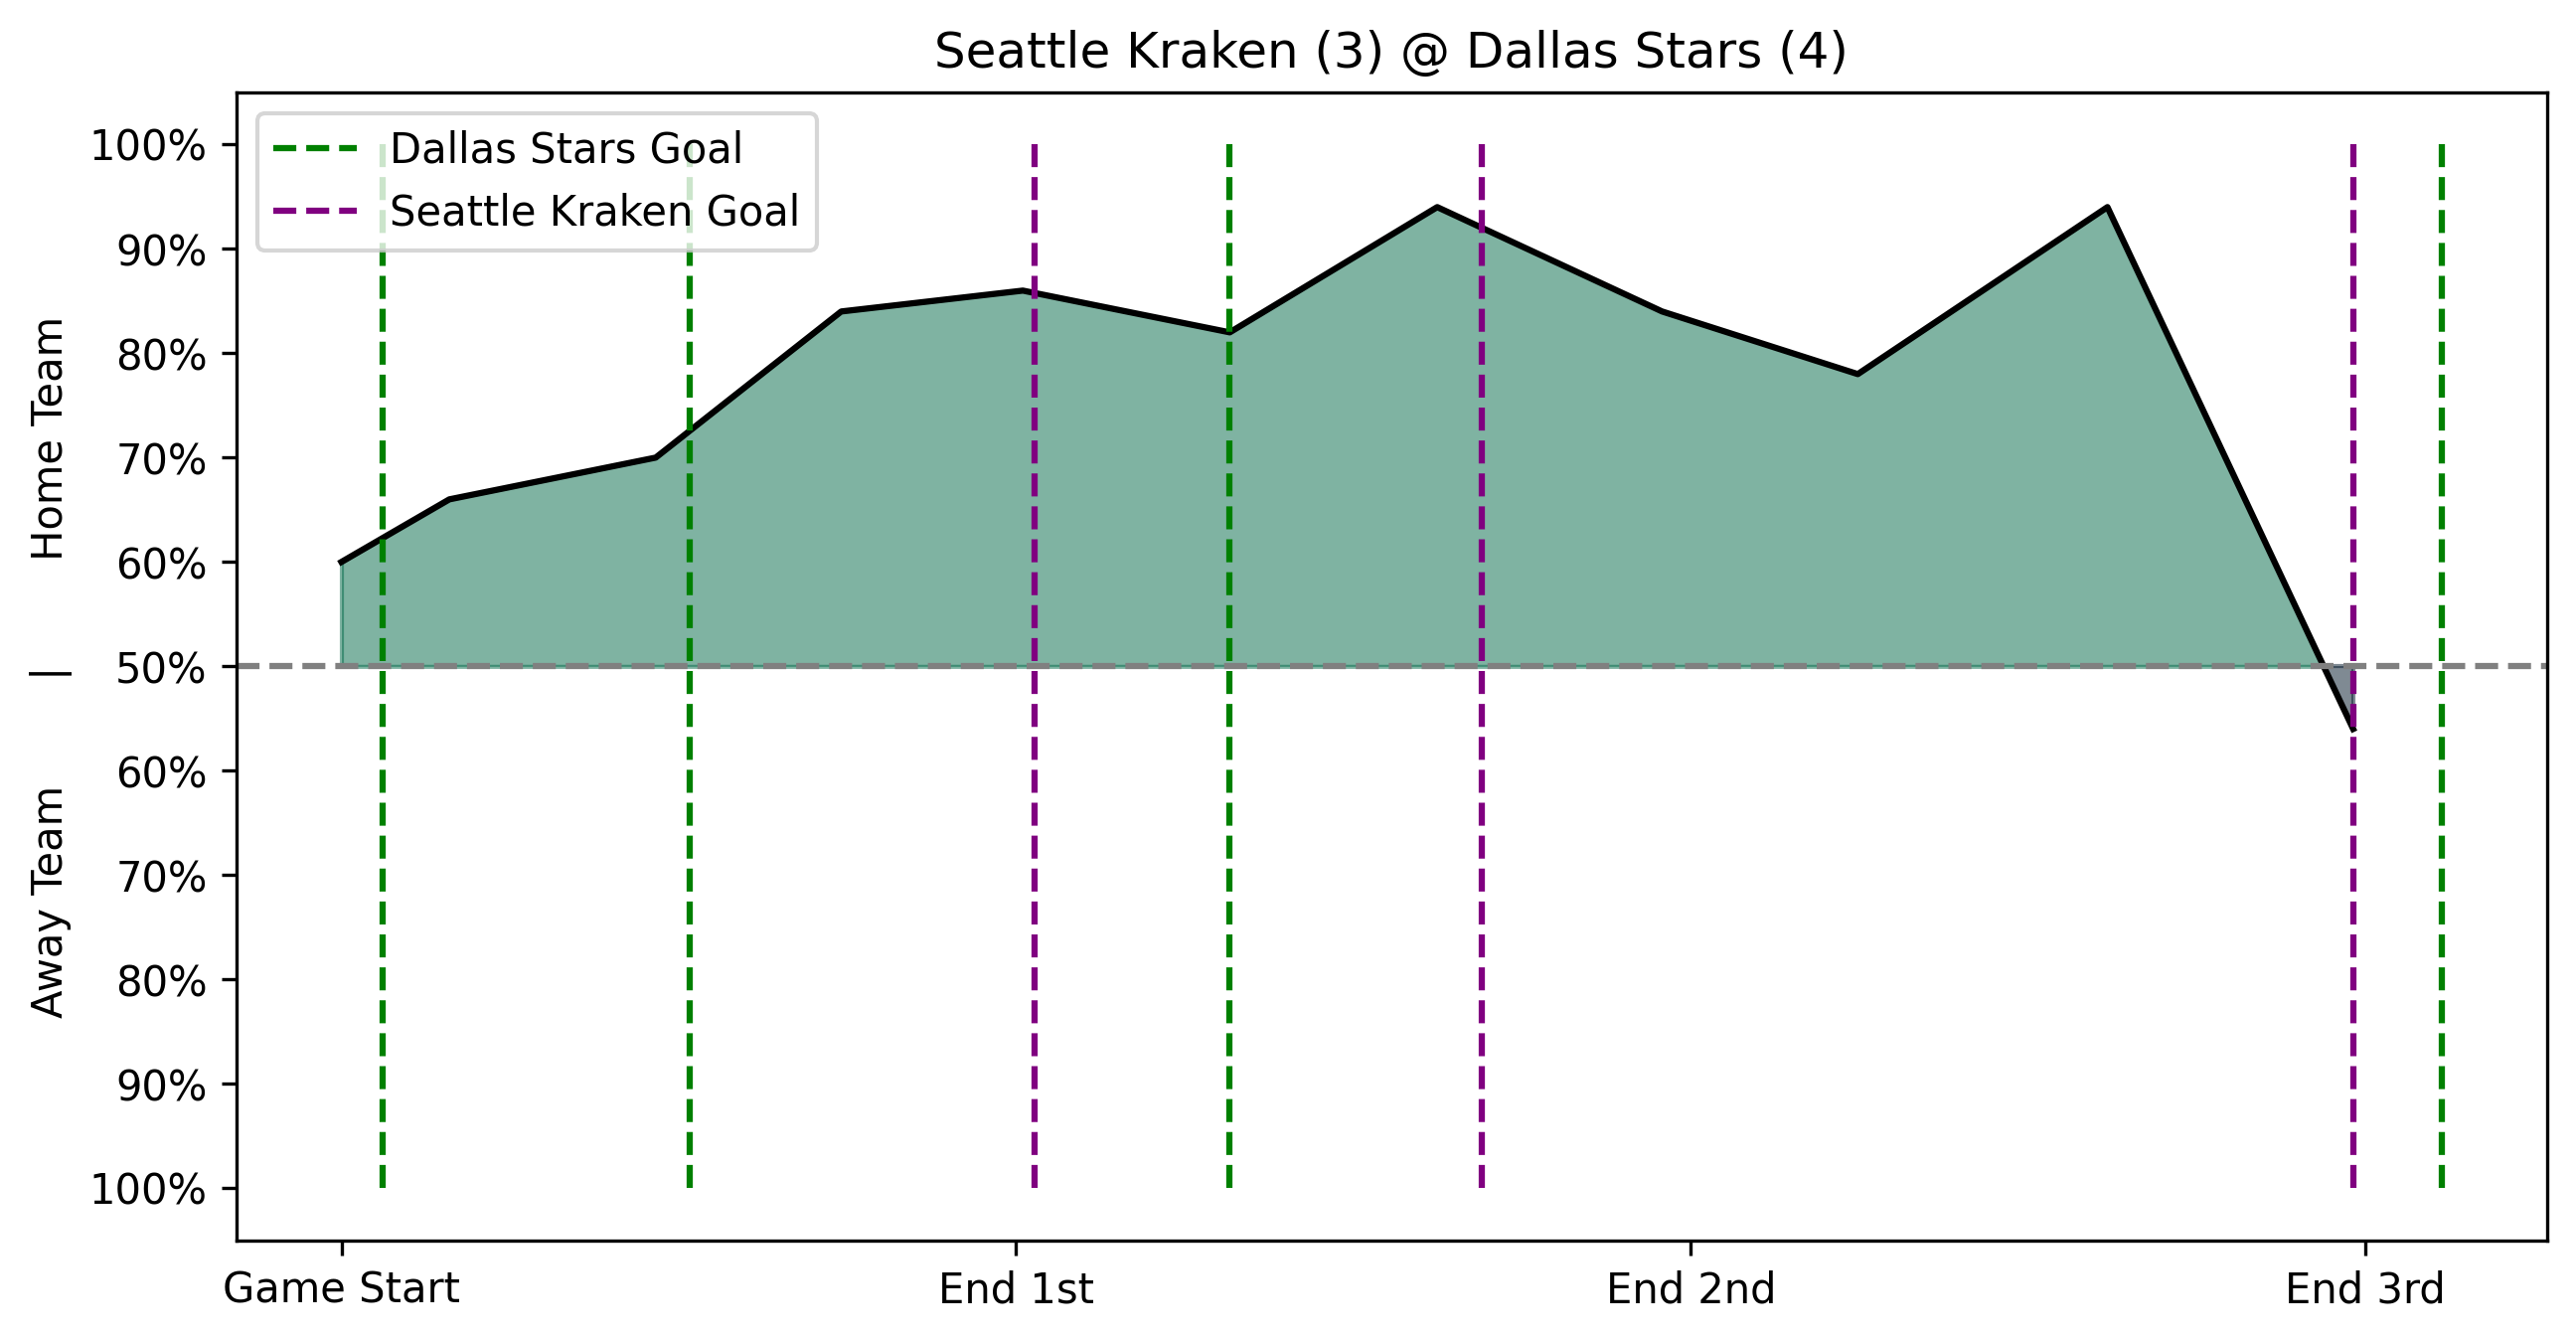 Seattle Kraken (3) @ Dallas Stars (4)
Dallas Stars Goal
Seattle Kraken Goal
100%
90%
80%
70%
60%
50%
60%
70%
80%
90%
100%
Away Team | Home Team
Game Start
End 1st
End 2nd
End 3rd